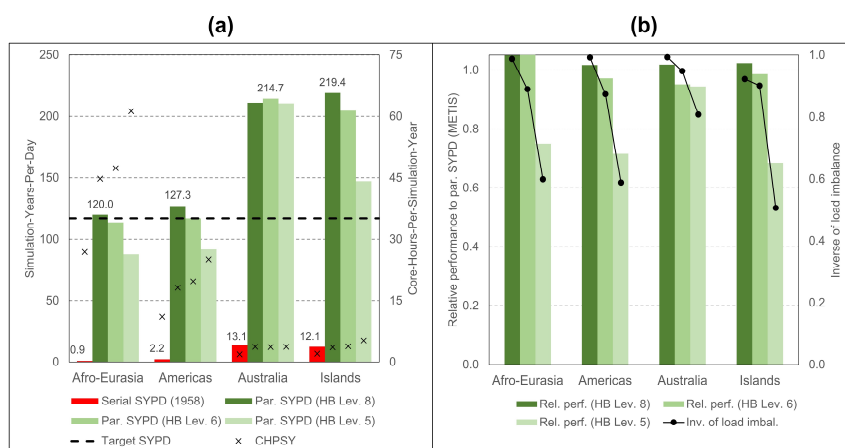 (a)
(b)
250
200
150
100
50
0
Simulation-Years-Per-Day
75
60
45
30
15
0
Core-Hours-Per-Simulation-Year
0.9
120.0
2.2
127.3
13.1
214.7
12.1
219.4
Afro-Eurasia Americas Australia Islands
Serial SYPD (1958) Par. SYPD (HB Lev. 8)
Par. SYPD (HB Lev. 6) Par. SYPD (HB Lev. 5)
Target SYPD CHPSY
1.0
0.8
0.6
0.4
0.2
0.0
Relative performance to par. SYPD (METIS)
1.0
0.8
0.6
0.4
0.2
0.0
Inverse of load imbalance
Afro-Eurasia Americas Australia Islands
Rel. perf. (HB Lev. 8) Rel. perf. (HB Lev. 6)
Rel. perf. (HB Lev. 5) Inv. of load imbal.